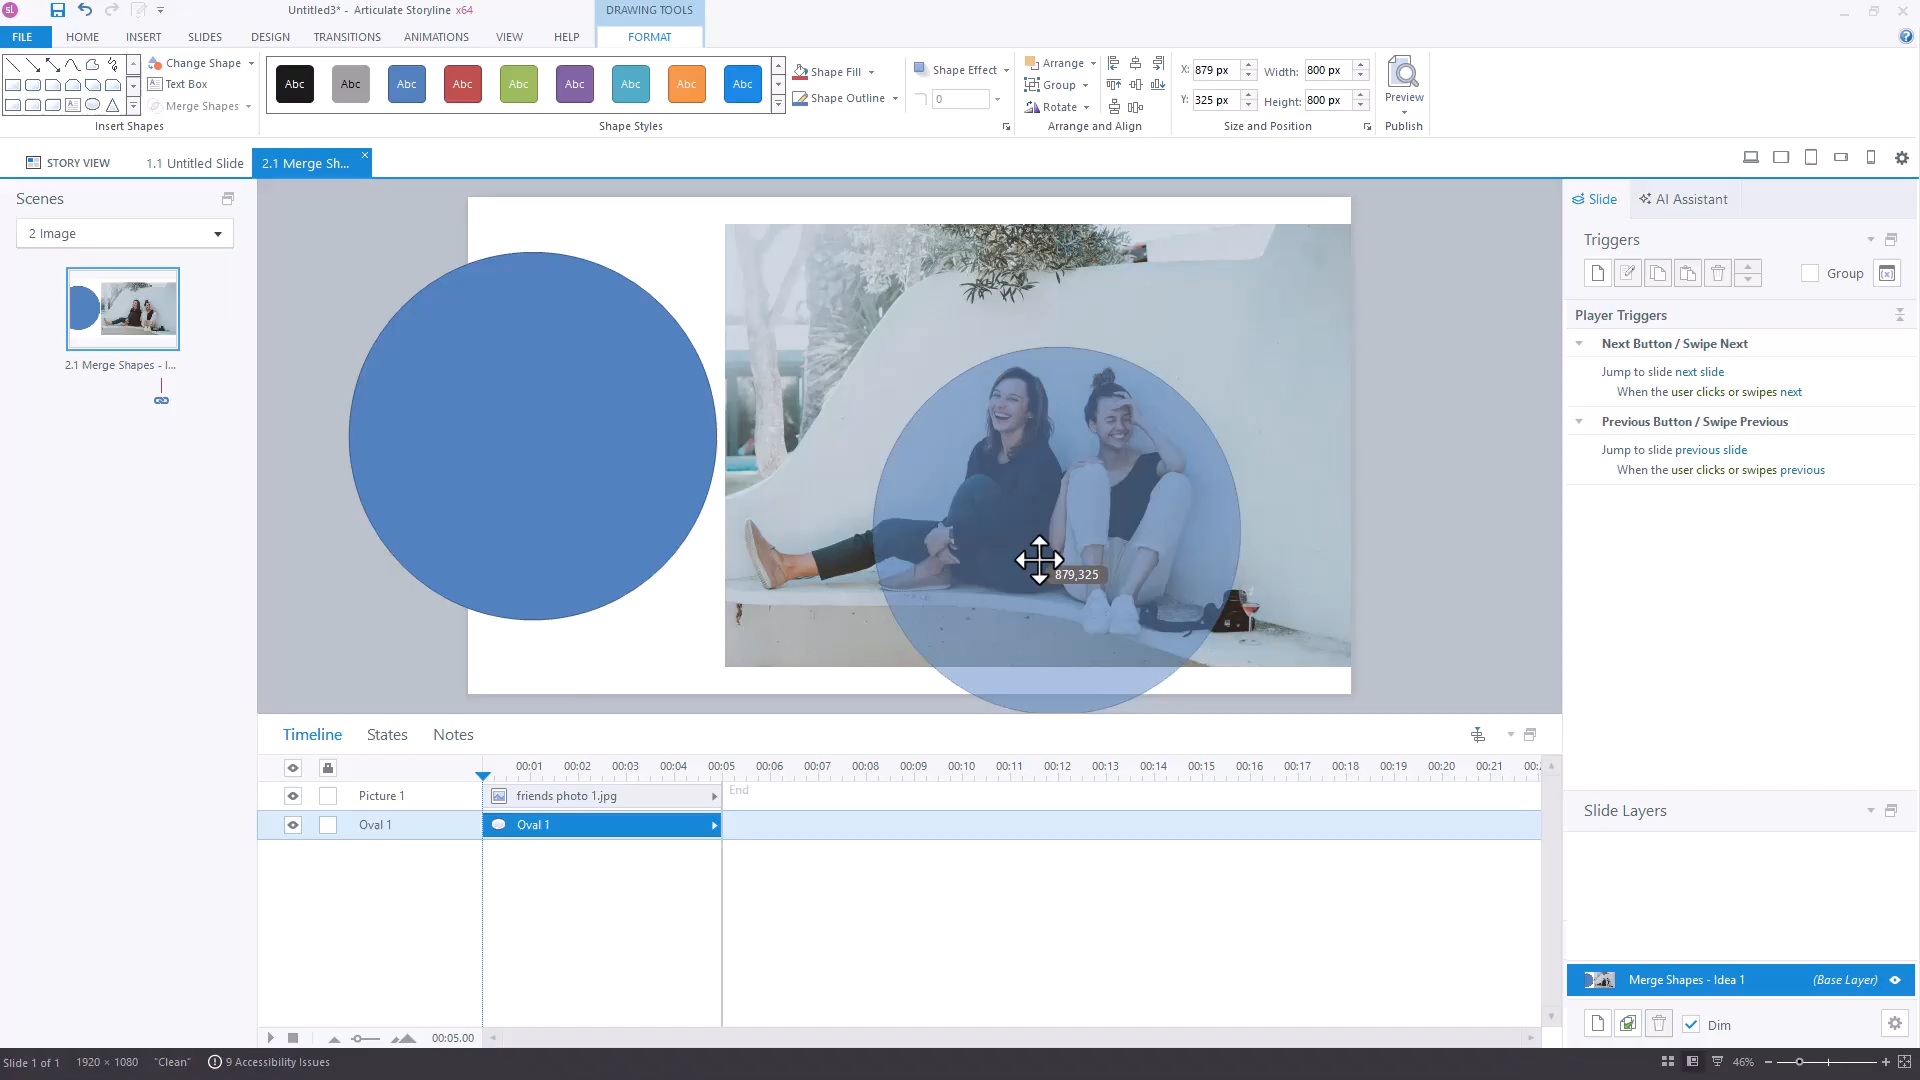 sl
Untitled3* - Articulate Storyline x64
DRAWING TOOLS
FILE HOME INSERT SLIDES DESIGN TRANSITIONS ANIMATIONS VIEW HELP FORMAT
Change Shape
Text Box
Merge Shapes
Insert Shapes
Abc Abc Abc Abc Abc Abc Abc Abc Abc
Shape Styles
Shape Fill
Shape Outline
Shape Effect
0
Arrange
Group
Rotate
Arrange and Align
X: 879 px Width: 800 px
Y: 325 px Height: 800 px
Size and Position
Preview
Publish
STORY VIEW 1.1 Untitled Slide 2.1 Merge Sh...
Scenes
2 Image
2.1 Merge Shapes - I...
879,325
Slide AI Assistant
Triggers
Group
Player Triggers
Next Button / Swipe Next
Jump to slide next slide
When the user clicks or swipes next
Previous Button / Swipe Previous
Jump to slide previous slide
When the user clicks or swipes previous
Timeline States Notes
00:01 00:02 00:03 00:04 00:05 00:06 00:07 00:08 00:09 00:10 00:11 00:12 00:13 00:14 00:15 00:16 00:17 00:18 00:19 00:20 00:21
Picture 1 friends photo 1.jpg End
Oval 1 Oval 1
00:05.00
Slide Layers
Merge Shapes - Idea 1 (Base Layer)
Dim
Slide 1 of 1 1920 × 1080 "Clean" 9 Accessibility Issues 46%